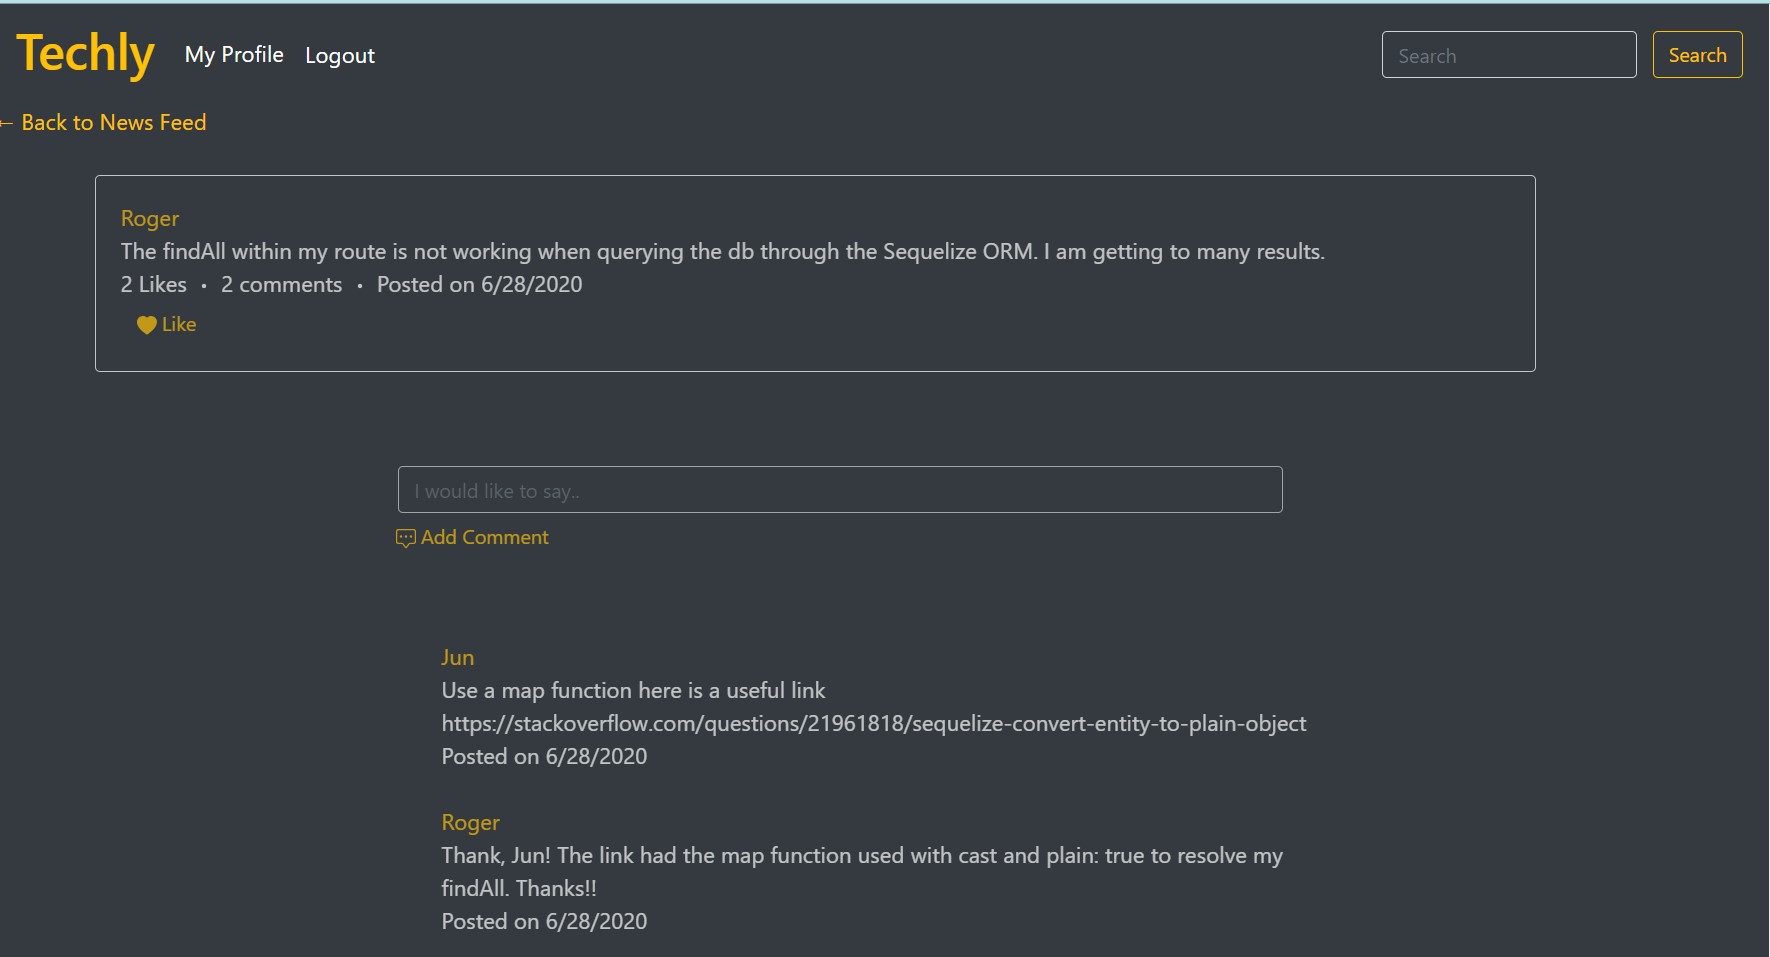 Techly My Profile Logout Search Search
← Back to News Feed
Roger
The findAll within my route is not working when querying the db through the Sequelize ORM. I am getting to many results.
2 Likes • 2 comments • Posted on 6/28/2020
Like
I would like to say..
Add Comment
Jun
Use a map function here is a useful link
https://stackoverflow.com/questions/21961818/sequelize-convert-entity-to-plain-object
Posted on 6/28/2020
Roger
Thank, Jun! The link had the map function used with cast and plain: true to resolve my
findAll. Thanks!!
Posted on 6/28/2020